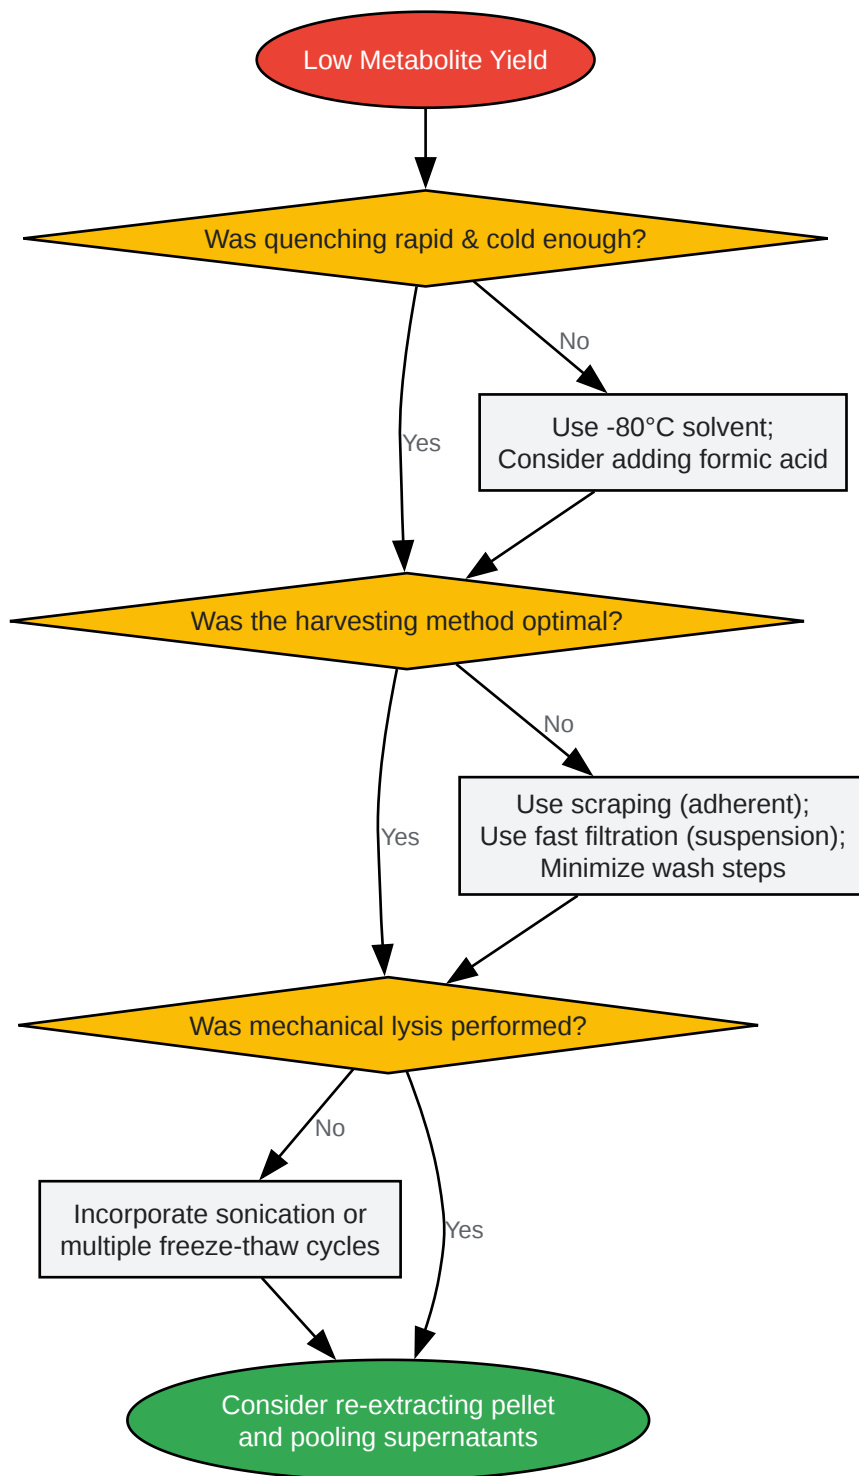 Low Metabolite Yield
Was quenching rapid & cold enough?
No
Yes
Use -80°C solvent;
Consider adding formic acid
Was the harvesting method optimal?
No
Yes
Use scraping (adherent);
Use fast filtration (suspension);
Minimize wash steps
Was mechanical lysis performed?
No
Yes
Incorporate sonication or
multiple freeze-thaw cycles
Consider re-extracting pellet
and pooling supernatants